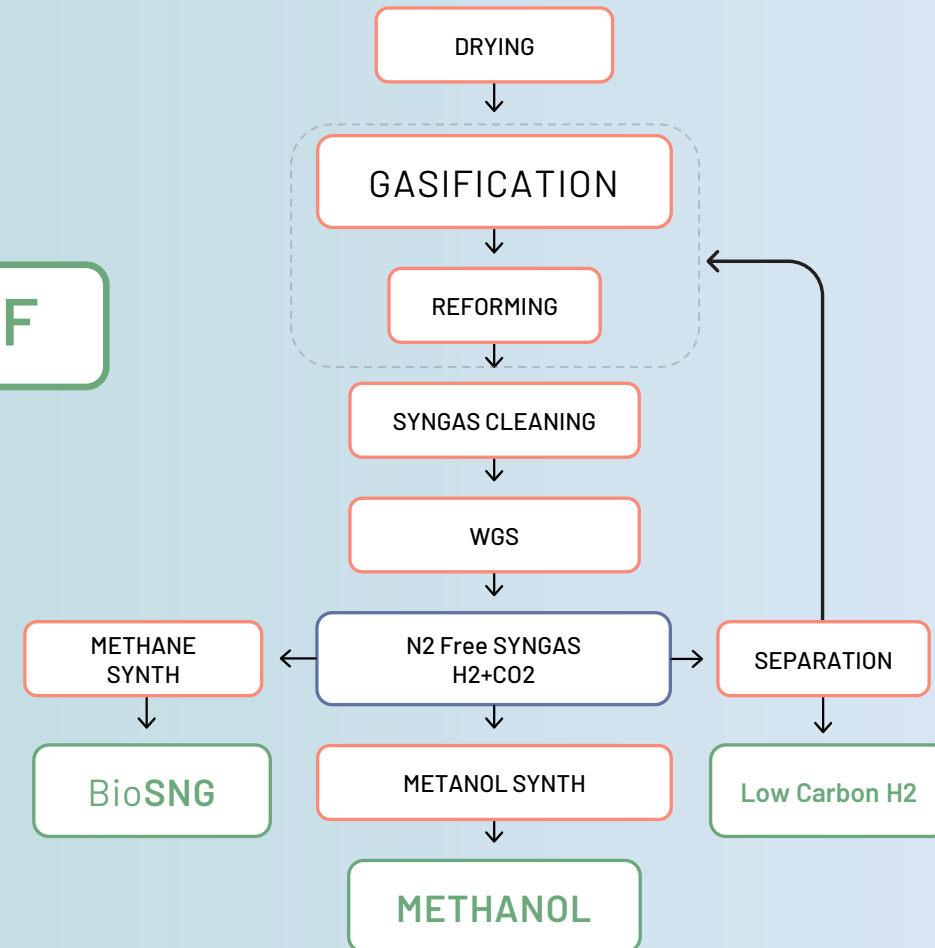 DRYING
GASIFICATION
F
REFORMING
SYNGAS CLEANING
WGS
METHANE
SYNTH
N2 Free SYNGAS
H2+CO2
SEPARATION
BioSNG
METANOL SYNTH
Low Carbon H2
METHANOL